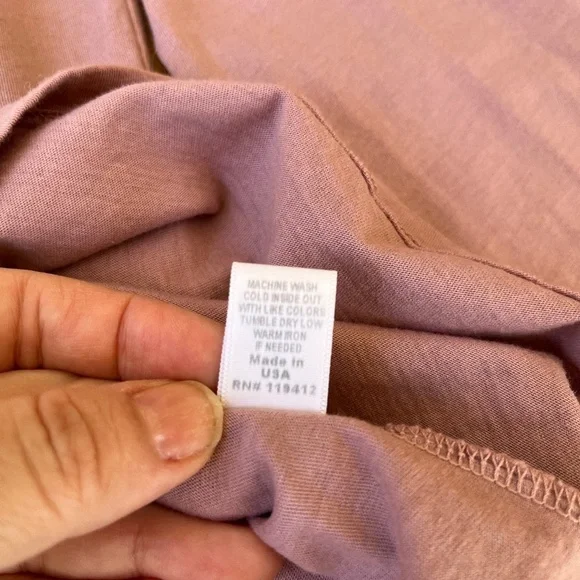 MACHINE WASH
COLD INSIDE OUT
WITH LIKE COLORS
TUMBLE DRY LOW
WARM IRON
IF NEEDED
Made in
USA
RN# 119412